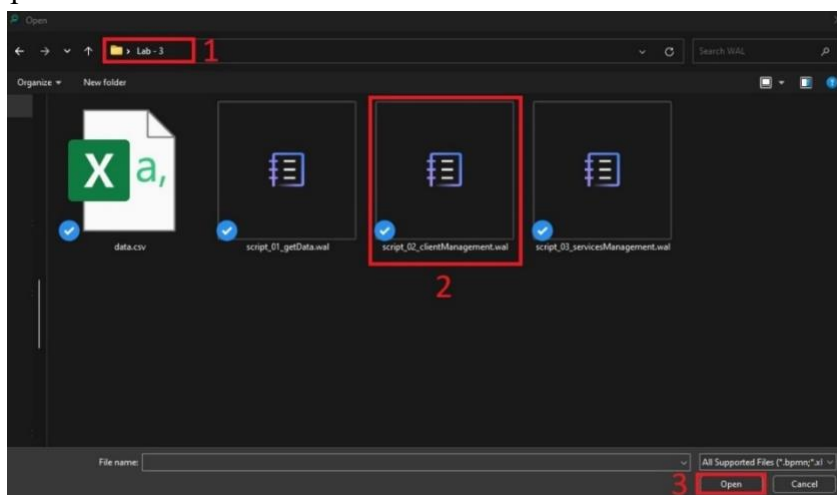 Open
Lab - 3
1
Search WAL
Organize
New folder
a,
X
data.csv
script_01_getData.wal
script_02_clientManagement.wal
script_03_servicesManagement.wal
2
File name:
All Supported Files (*.bpmn;*.xl
3
Open
Cancel